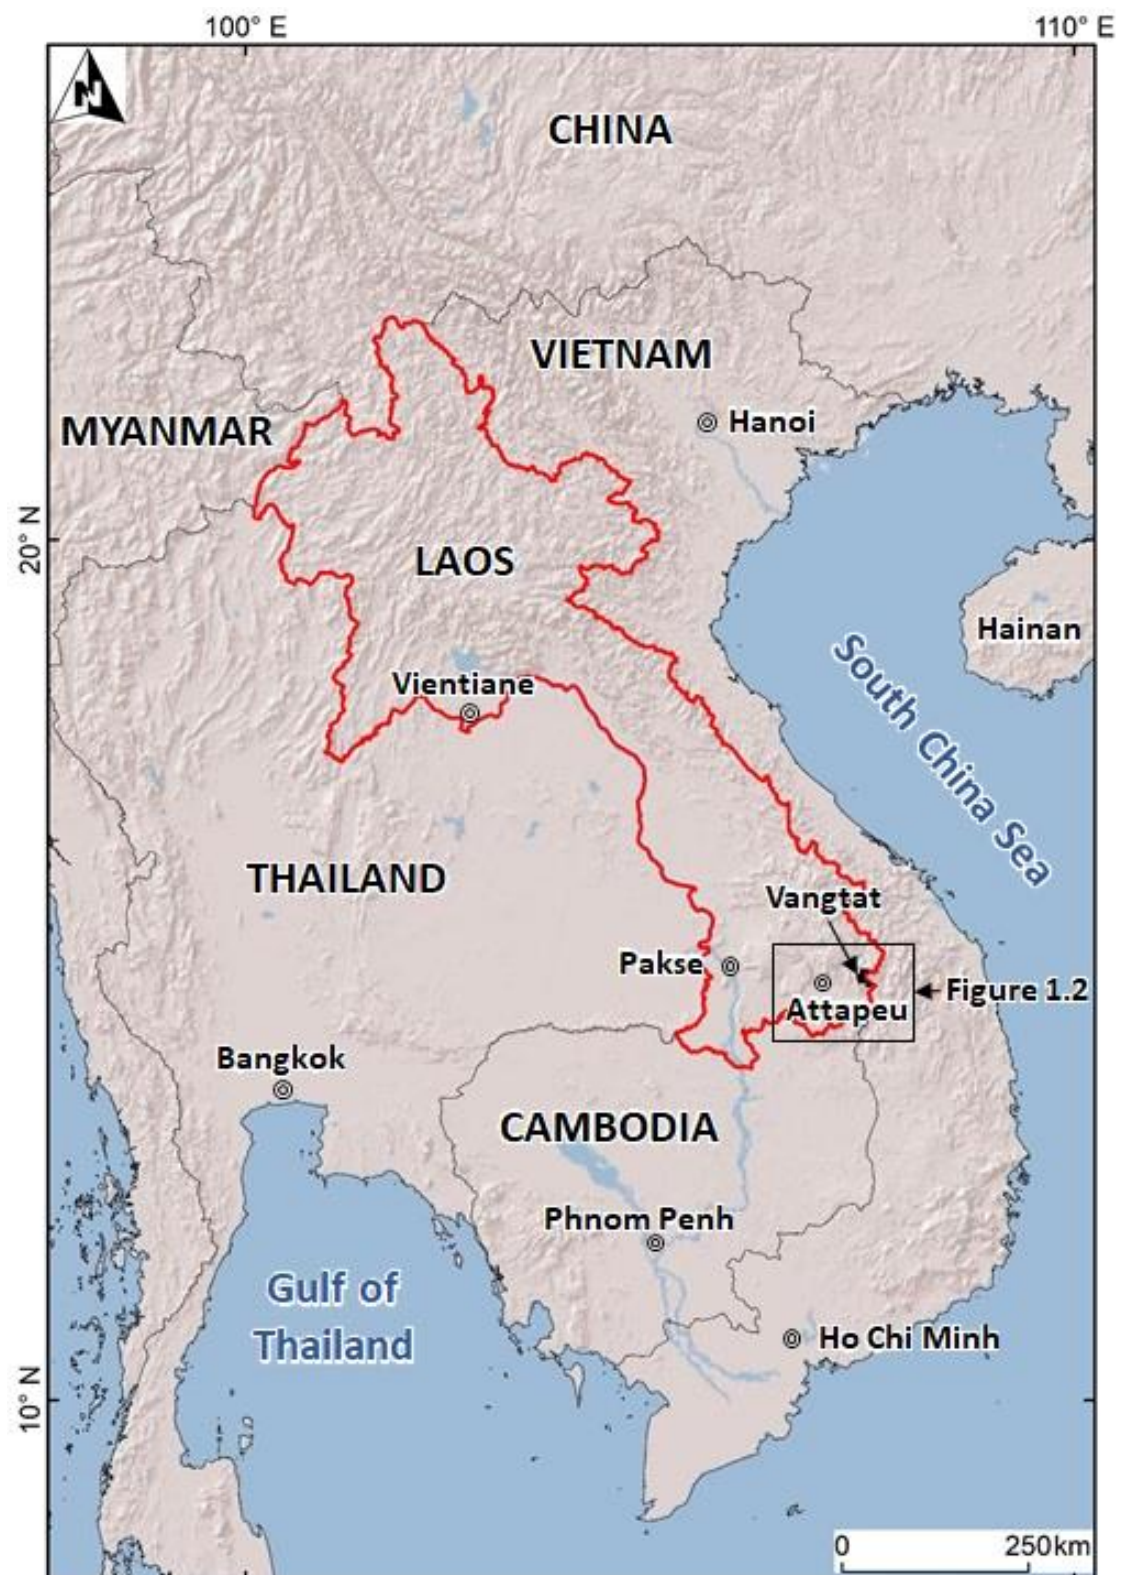 100° E
110° E
N
CHINA
VIETNAM
Hanoi
MYANMAR
20° N
LAOS
Hainan
Vientiane
South China Sea
THAILAND
Vangtat
Pakse
Attapeu
Figure 1.2
Bangkok
CAMBODIA
Phnom Penh
Gulf of
Thailand
Ho Chi Minh
10° N
0
250km